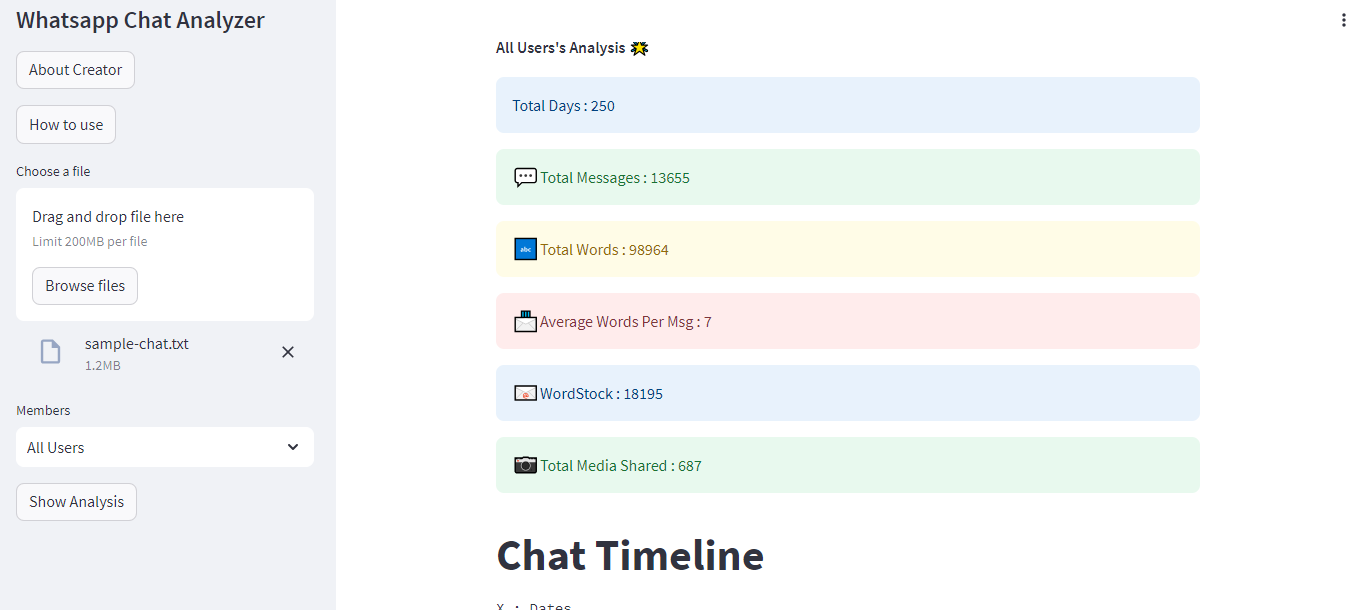 Whatsapp Chat Analyzer
About Creator
How to use
Choose a file
Drag and drop file here
Limit 200MB per file
Browse files
sample-chat.txt
1.2MB
Members
All Users
Show Analysis
All Users's Analysis
Total Days : 250
Total Messages : 13655
abc Total Words : 98964
Average Words Per Msg : 7
WordStock : 18195
Total Media Shared : 687
Chat Timeline
X : Dates